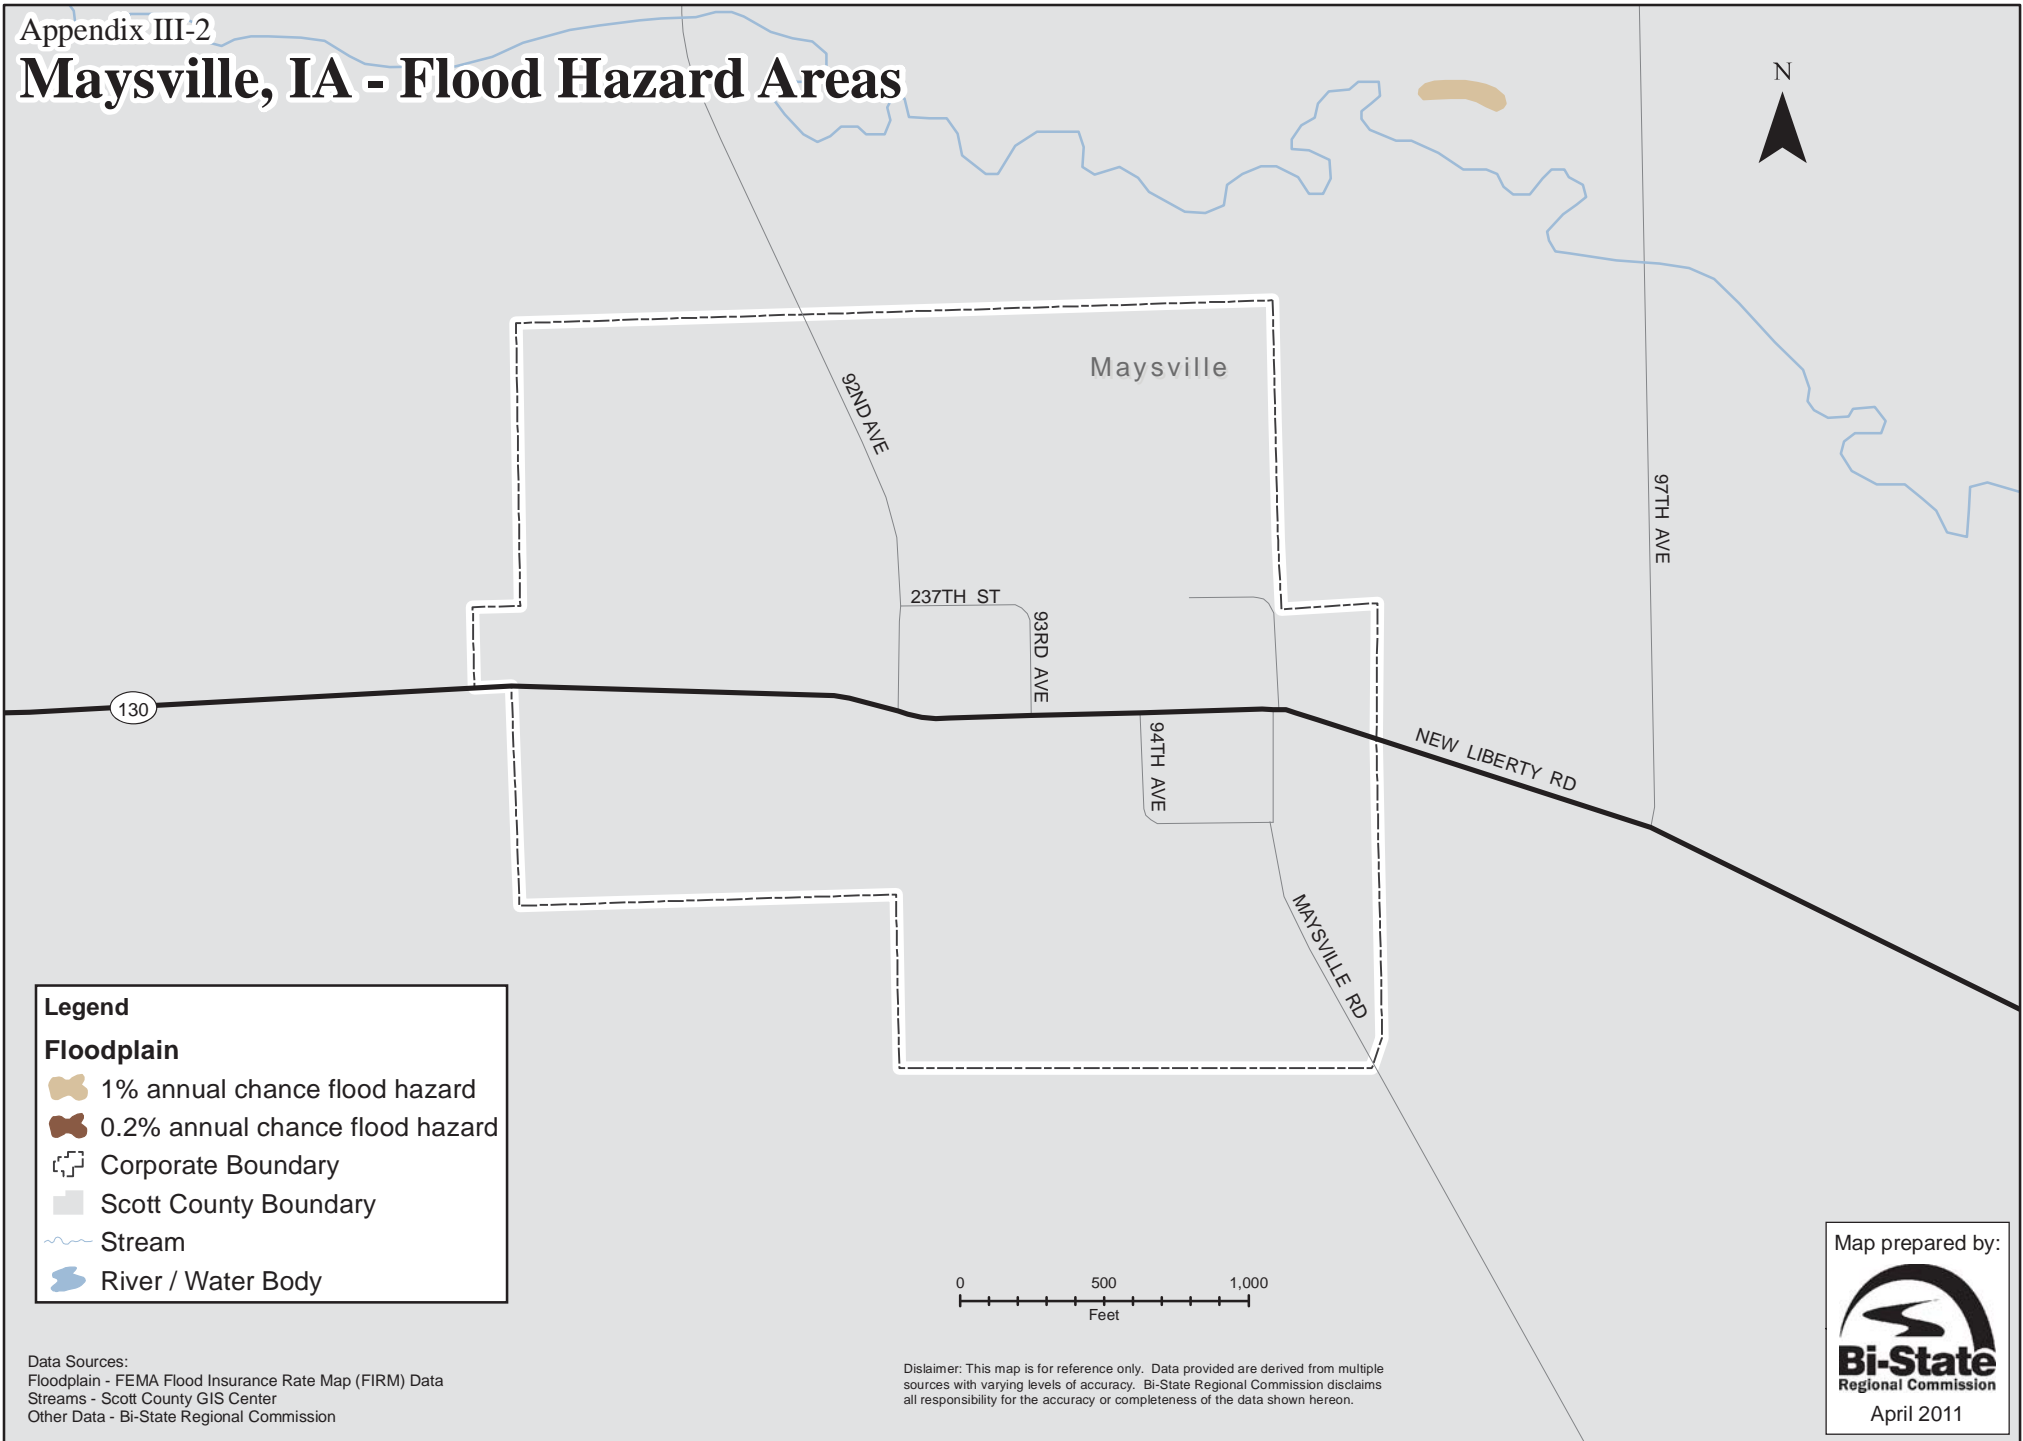 Appendix III-2
Maysville, IA - Flood Hazard Areas
N
Maysville
92ND AVE
97TH AVE
237TH ST
93RD AVE
130
94TH AVE
NEW LIBERTY RD
MAYSVILLE RD
Legend
Floodplain
1% annual chance flood hazard
0.2% annual chance flood hazard
Corporate Boundary
Scott County Boundary
Stream
River / Water Body
0 500 1,000
Feet
Data Sources:
Floodplain - FEMA Flood Insurance Rate Map (FIRM) Data
Streams - Scott County GIS Center
Other Data - Bi-State Regional Commission
Dislaimer: This map is for reference only. Data provided are derived from multiple
sources with varying levels of accuracy. Bi-State Regional Commission disclaims
all responsibility for the accuracy or completeness of the data shown hereon.
Map prepared by:
Bi-State
Regional Commission
April 2011